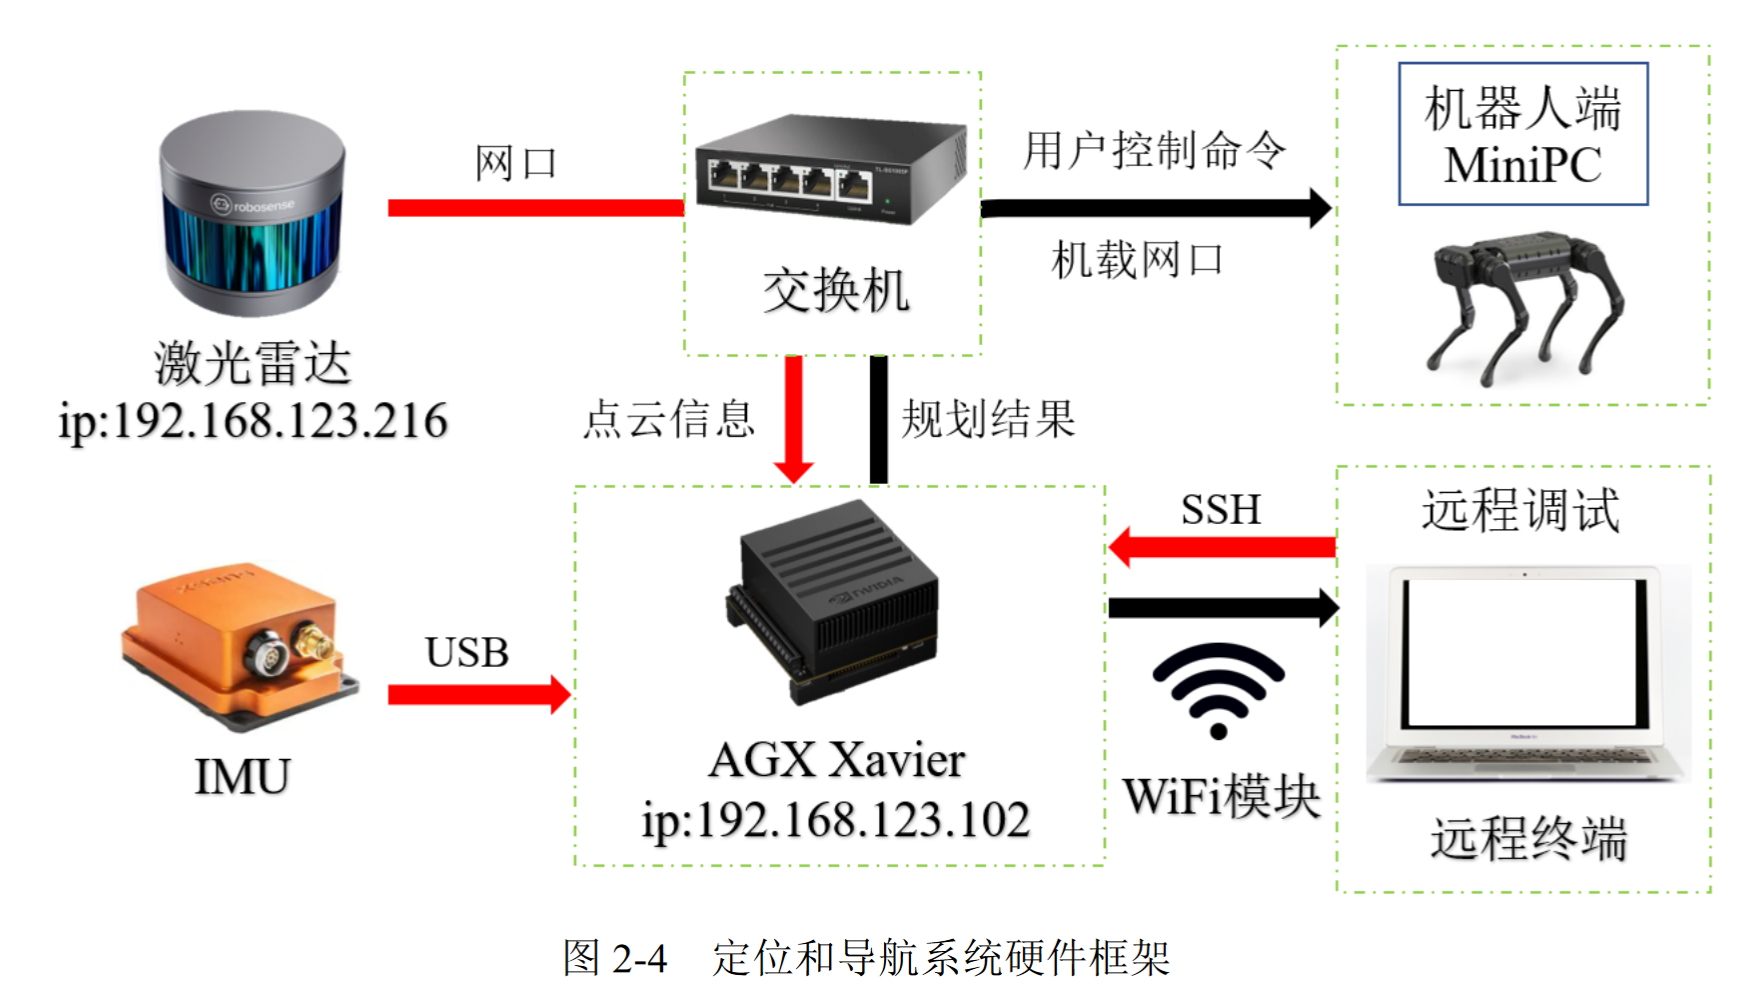 机器人端
MiniPC
网口
用户控制命令
机载网口
robosense
TL-SG1005P
交换机
激光雷达
ip:192.168.123.216
点云信息
规划结果
SSH
远程调试
NVIDIA
USB
IMU
AGX Xavier
ip:192.168.123.102
WiFi模块
远程终端
图 2-4 定位和导航系统硬件框架